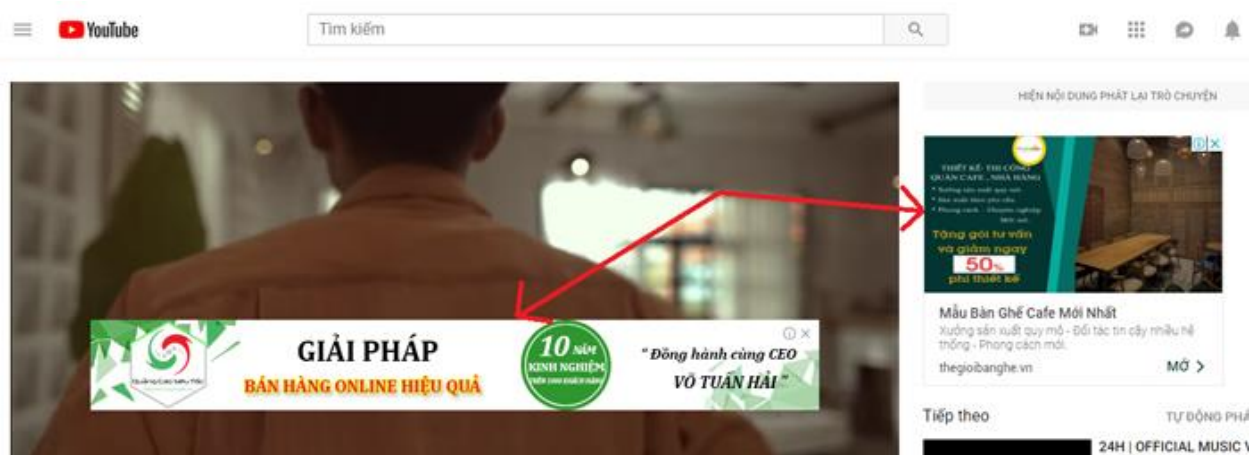 YouTube
Tìm kiếm
HIỆN NỘI DUNG PHÁT LẠI TRÒ CHUYỆN
THIẾT KẾ- THI CÔNG
QUÁN CAFE , NHÀ HÀNG
Tặng gói tư vấn
và giảm ngay
50%
phí thiết kế
Mẫu Bàn Ghế Cafe Mới Nhất
Xưởng sản xuất quy mô - Đối tác tin cậy nhiều hệ
thống - Phong cách mới.
thegioibanghe.vn
MỞ
GIẢI PHÁP
BÁN HÀNG ONLINE HIỆU QUẢ
10 NĂM
KINH NGHIỆM
" Đồng hành cùng CEO
VÕ TUẤN HẢI "
Tiếp theo
TỰ ĐỘNG PHÁ
24H | OFFICIAL MUSIC V